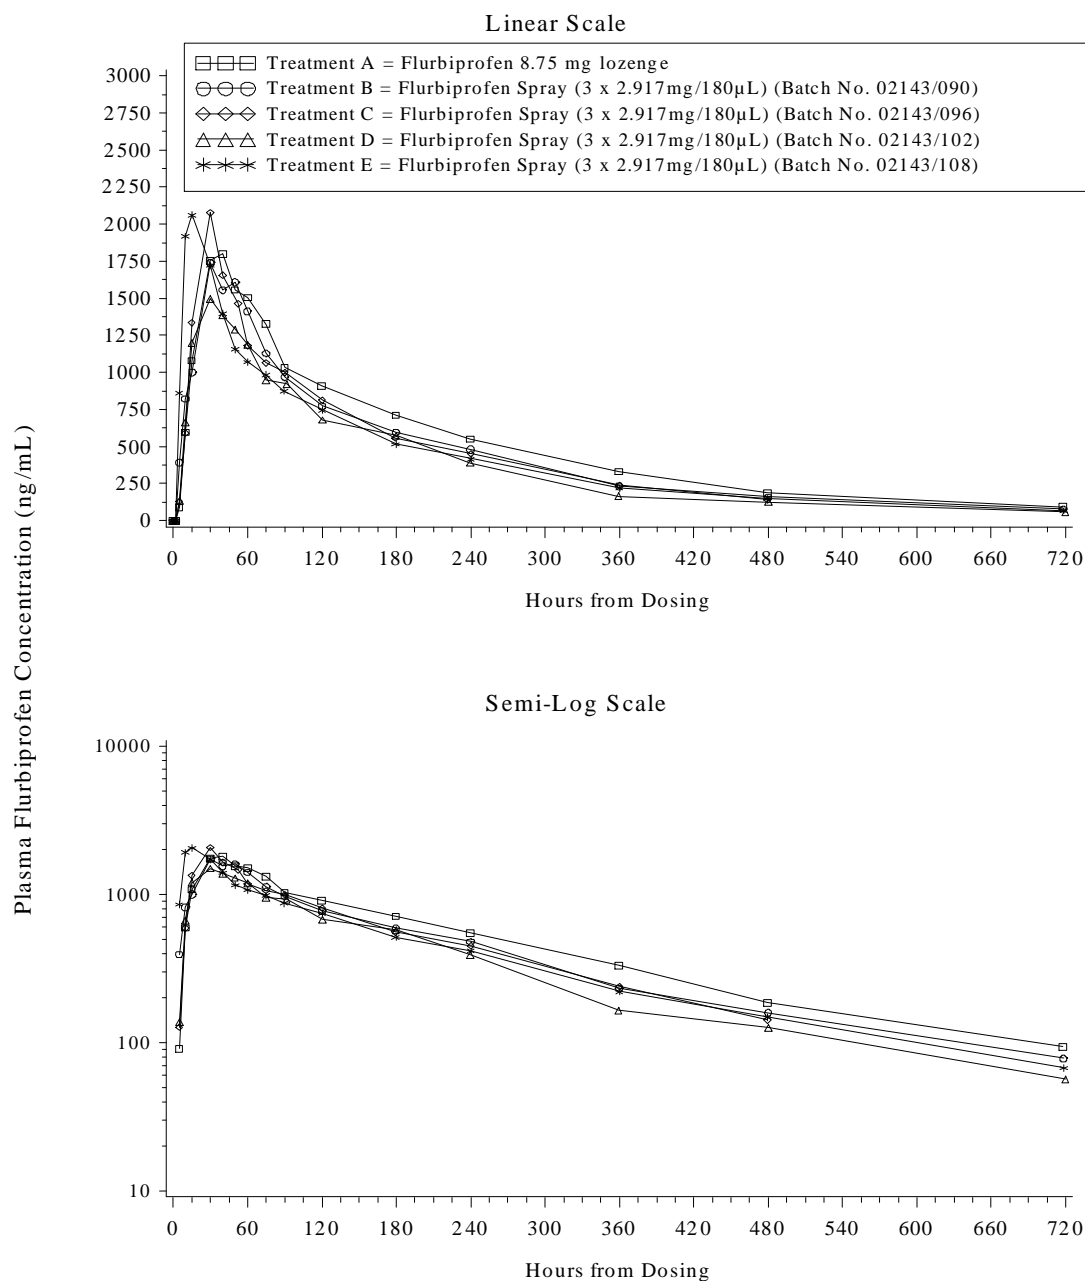 Linear Scale
Treatment A = Flurbiprofen 8.75 mg lozenge
Treatment B = Flurbiprofen Spray (3 x 2.917mg/180µL) (Batch No. 02143/090)
Treatment C = Flurbiprofen Spray (3 x 2.917mg/180µL) (Batch No. 02143/096)
Treatment D = Flurbiprofen Spray (3 x 2.917mg/180µL) (Batch No. 02143/102)
Treatment E = Flurbiprofen Spray (3 x 2.917mg/180µL) (Batch No. 02143/108)
3000
2750
2500
2250
2000
1750
1500
1250
1000
750
500
250
0
0 60 120 180 240 300 360 420 480 540 600 660 720
Hours from Dosing
Plasma Flurbiprofen Concentration (ng/mL)
Semi-Log Scale
10000
1000
100
10
0 60 120 180 240 300 360 420 480 540 600 660 720
Hours from Dosing